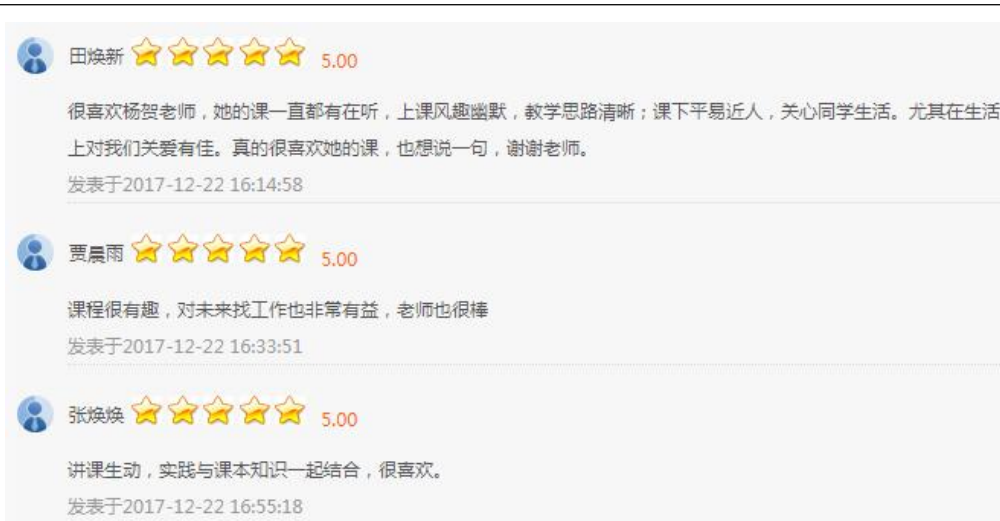 田焕新 5.00
很喜欢杨贺老师，她的课一直都有在听，上课风趣幽默，教学思路清晰；课下平易近人，关心同学生活。尤其在生活
上对我们关爱有佳。真的很喜欢她的课，也想说一句，谢谢老师。
发表于2017-12-22 16:14:58
贾晨雨 5.00
课程很有趣，对未来找工作也非常有益，老师也很棒
发表于2017-12-22 16:33:51
张焕焕 5.00
讲课生动，实践与课本知识一起结合，很喜欢。
发表于2017-12-22 16:55:18